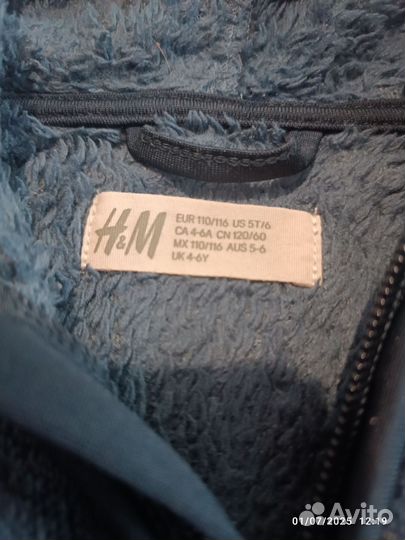 H&M
EUR 110/116 US 5T/6
CA 4-6A CN 120/60
MX 110/116 AUS 5-6
UK 4-6Y
01/07/2025 12:19
Avito